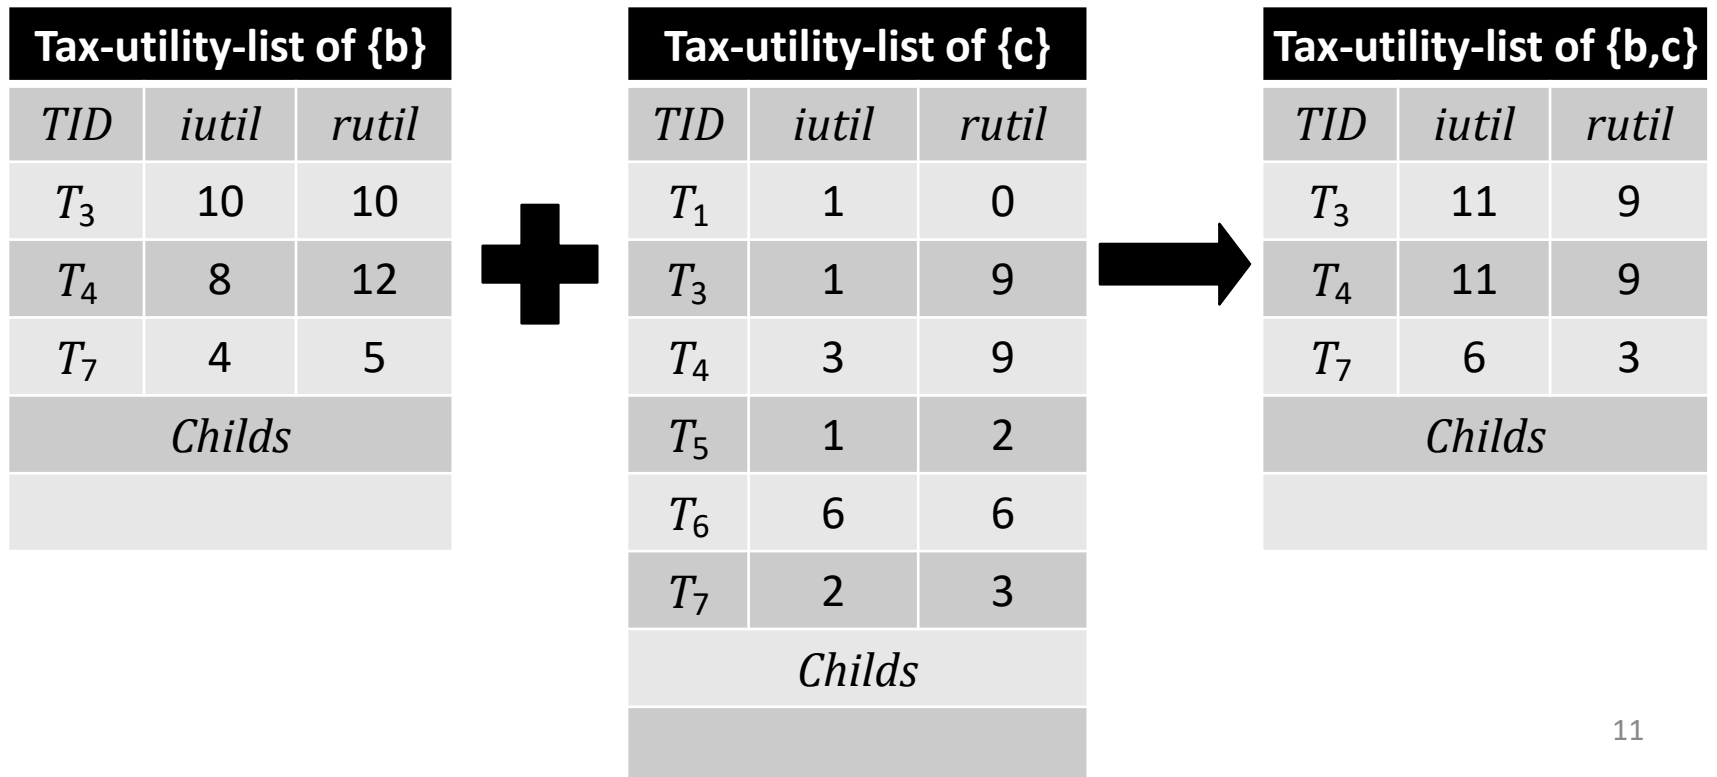 Tax-utility-list of {b}
TID iutil rutil
T3 10 10
T4 8 12
T7 4 5
Childs
Tax-utility-list of {c}
TID iutil rutil
T1 1 0
T3 1 9
T4 3 9
T5 1 2
T6 6 6
T7 2 3
Childs
Tax-utility-list of {b,c}
TID iutil rutil
T3 11 9
T4 11 9
T7 6 3
Childs
11